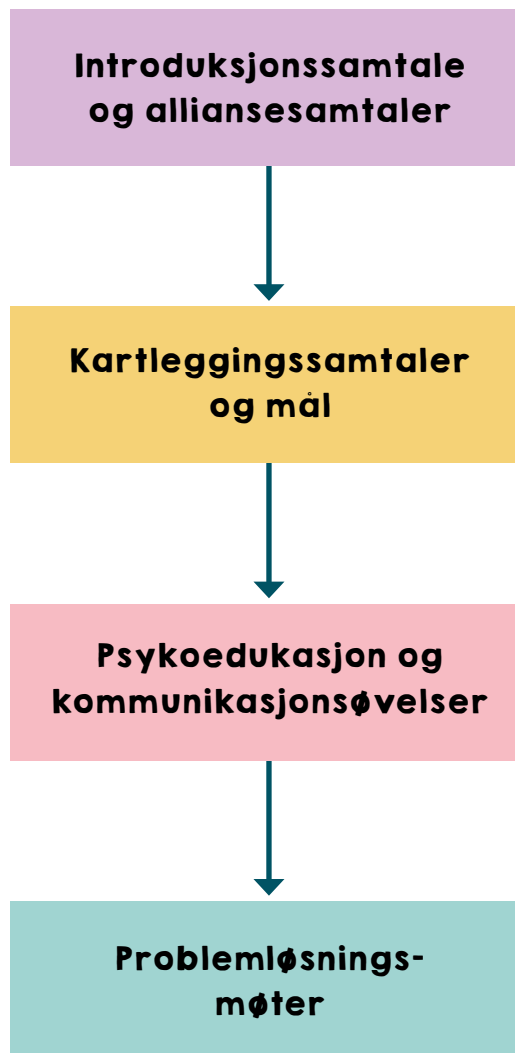 Introduksjonssamtale
og alliansesamtaler
Kartleggingssamtaler
og mål
Psykoedukasjon og
kommunikasjonsøvelser
Problemløsnings-
møter